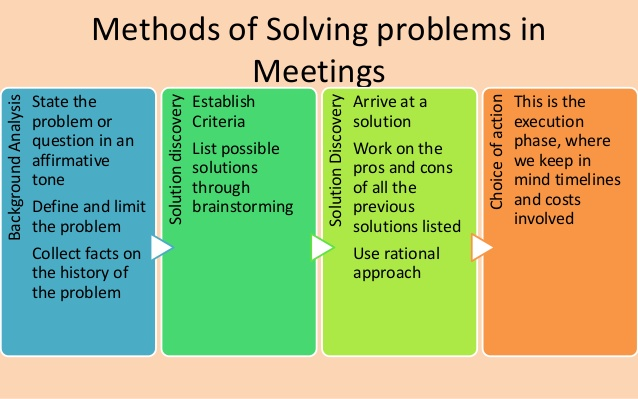 Methods of Solving problems in
Meetings
Background Analysis
State the
problem or
question in an
affirmative
tone
Define and limit
the problem
Collect facts on
the history of
the problem
Solution discovery
Establish
Criteria
List possible
solutions
through
brainstorming
Solution Discovery
Arrive at a
solution
Work on the
pros and cons
of all the
previous
solutions listed
Use rational
approach
Choice of action
This is the
execution
phase, where
we keep in
mind timelines
and costs
involved